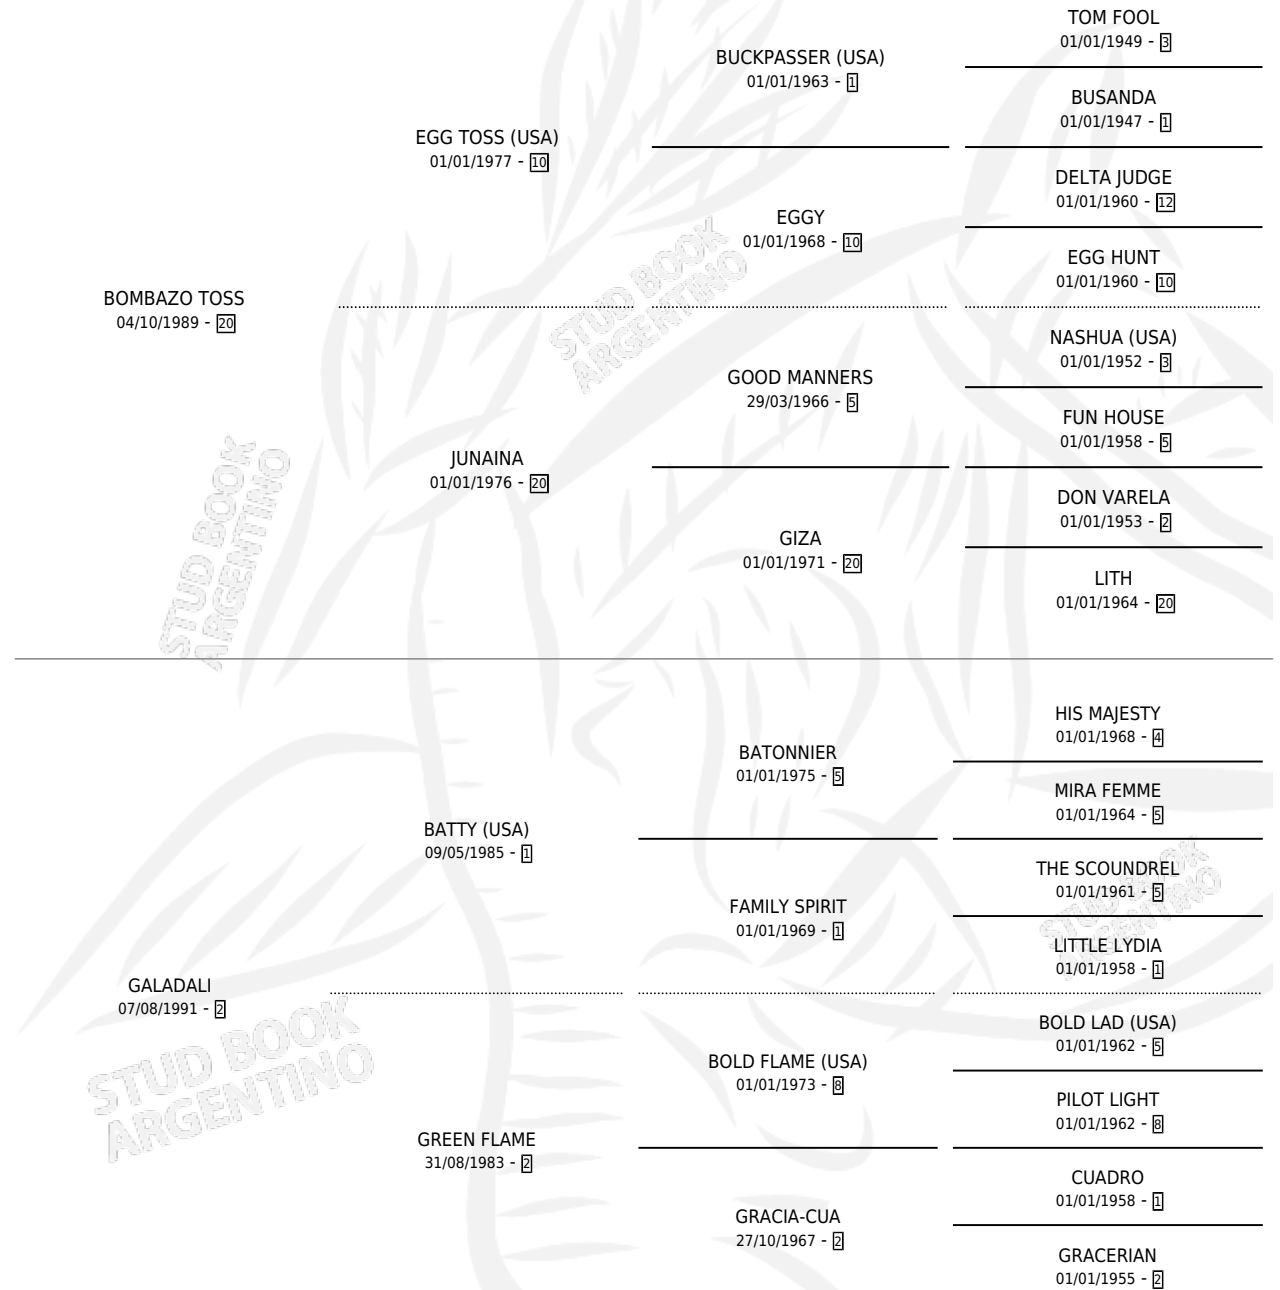 TOM FOOL
01/01/1949 - 3
BUCKPASSER (USA)
01/01/1963 - 1
BUSANDA
01/01/1947 - 1
EGG TOSS (USA)
01/01/1977 - 10
DELTA JUDGE
01/01/1960 - 12
EGGY
01/01/1968 - 10
EGG HUNT
01/01/1960 - 10
BOMBAZO TOSS
04/10/1989 - 20
STUD BOOK
ARGENTINO
NASHUA (USA)
01/01/1952 - 3
GOOD MANNERS
29/03/1966 - 5
FUN HOUSE
01/01/1958 - 5
JUNAINA
01/01/1976 - 20
DON VARELA
01/01/1953 - 2
GIZA
01/01/1971 - 20
LITH
01/01/1964 - 20
STUD BOOK
ARGENTINO
HIS MAJESTY
01/01/1968 - 4
BATONNIER
01/01/1975 - 5
MIRA FEMME
01/01/1964 - 5
BATTY (USA)
09/05/1985 - 1
THE SCOUNDREL
01/01/1961 - 5
FAMILY SPIRIT
01/01/1969 - 1
LITTLE LYDIA
01/01/1958 - 1
STUD BOOK
ARGENTINO
GALADALI
07/08/1991 - 2
BOLD LAD (USA)
01/01/1962 - 5
BOLD FLAME (USA)
01/01/1973 - 8
PILOT LIGHT
01/01/1962 - 8
STUD BOOK
ARGENTINO
GREEN FLAME
31/08/1983 - 2
CUADRO
01/01/1958 - 1
GRACIA-CUA
27/10/1967 - 2
GRACERIAN
01/01/1955 - 2